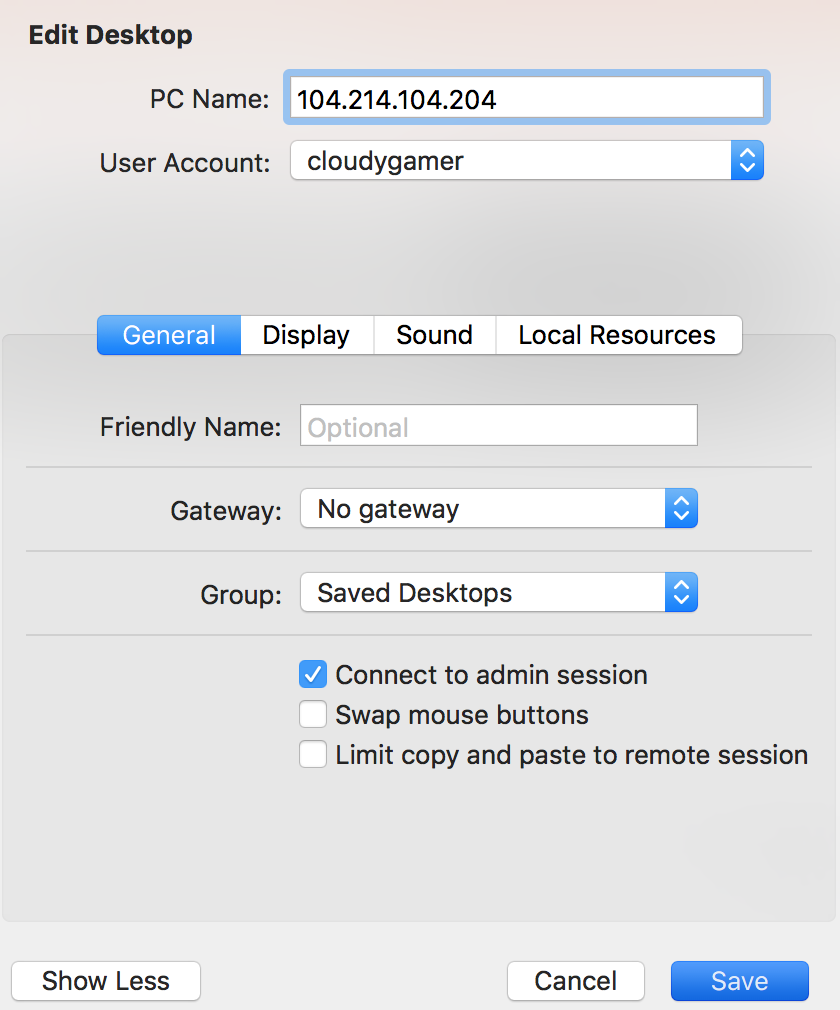 Edit Desktop
PC Name: 104.214.104.204
User Account: cloudygamer
General Display Sound Local Resources
Friendly Name: Optional
Gateway: No gateway
Group: Saved Desktops
Connect to admin session
Swap mouse buttons
Limit copy and paste to remote session
Show Less Cancel Save